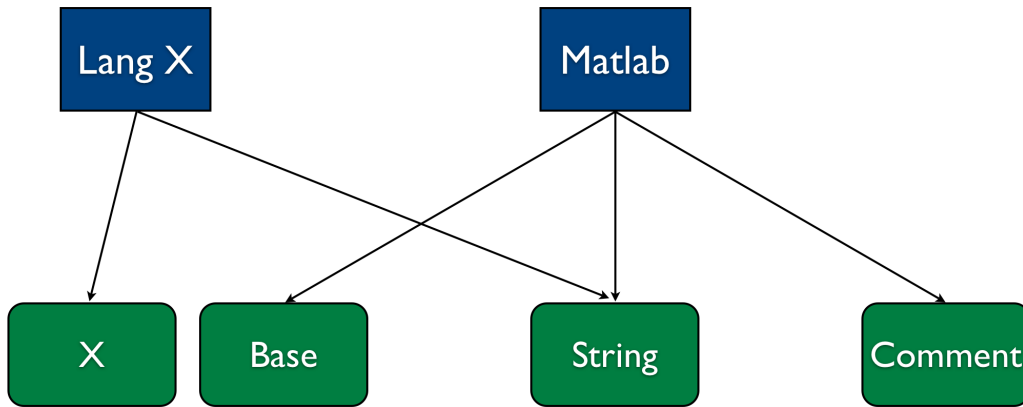 Lang X
Matlab
X
Base
String
Comment